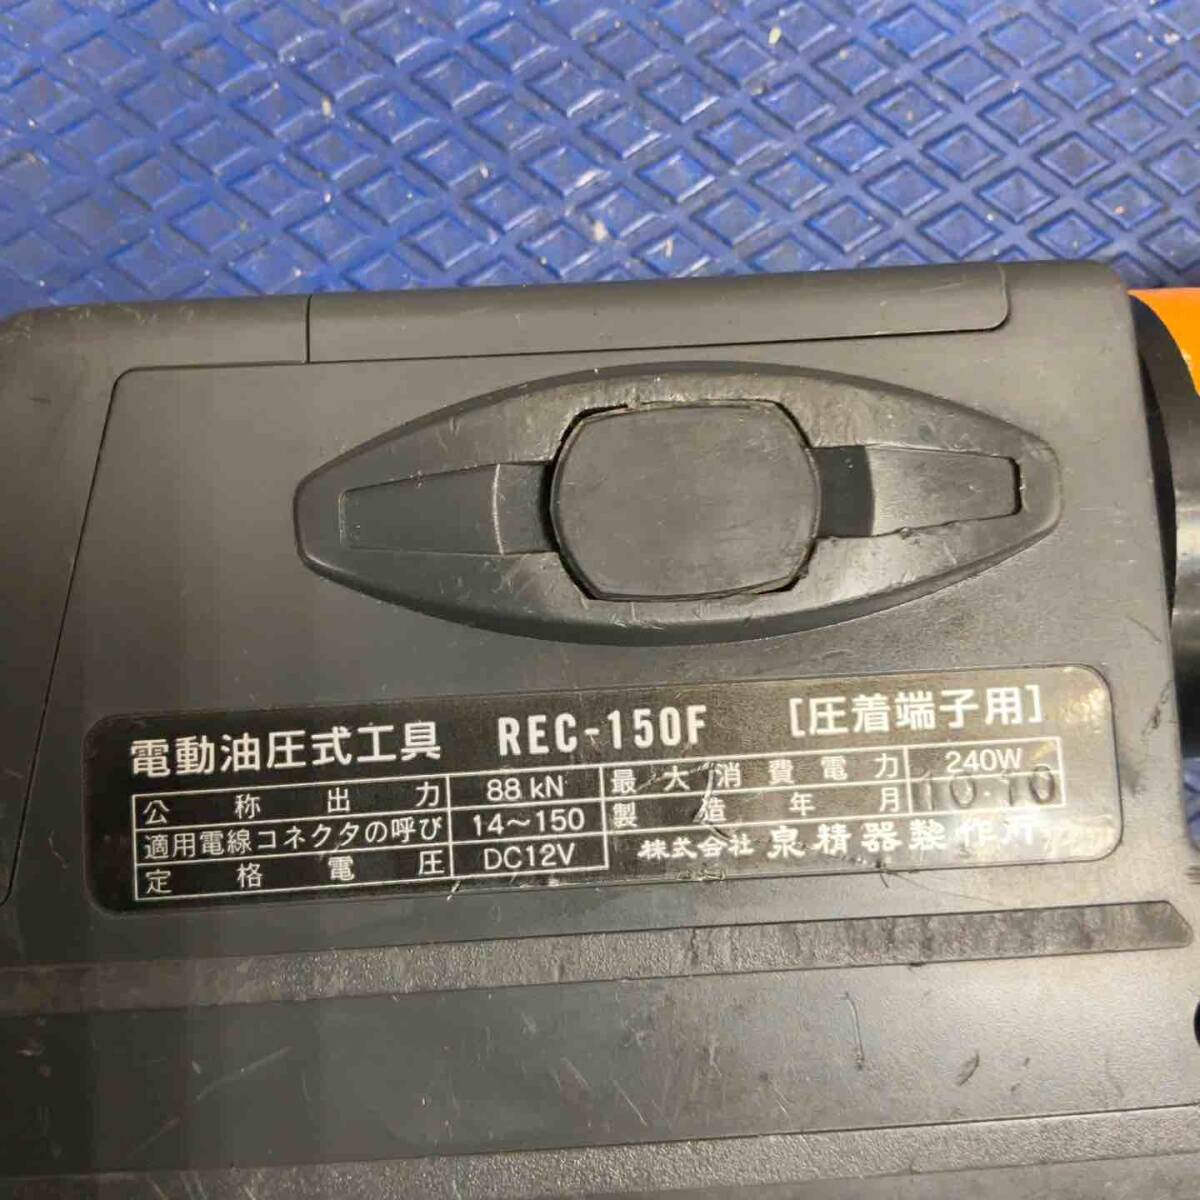 電動油圧式工具 REC-150F [圧着端子用]
公称出力 88 kN 最大消費電力 240W
適用電線コネクタの呼び 14～150 製造年月 10.10
定格電圧 DC12V 株式会社 泉精器製作所